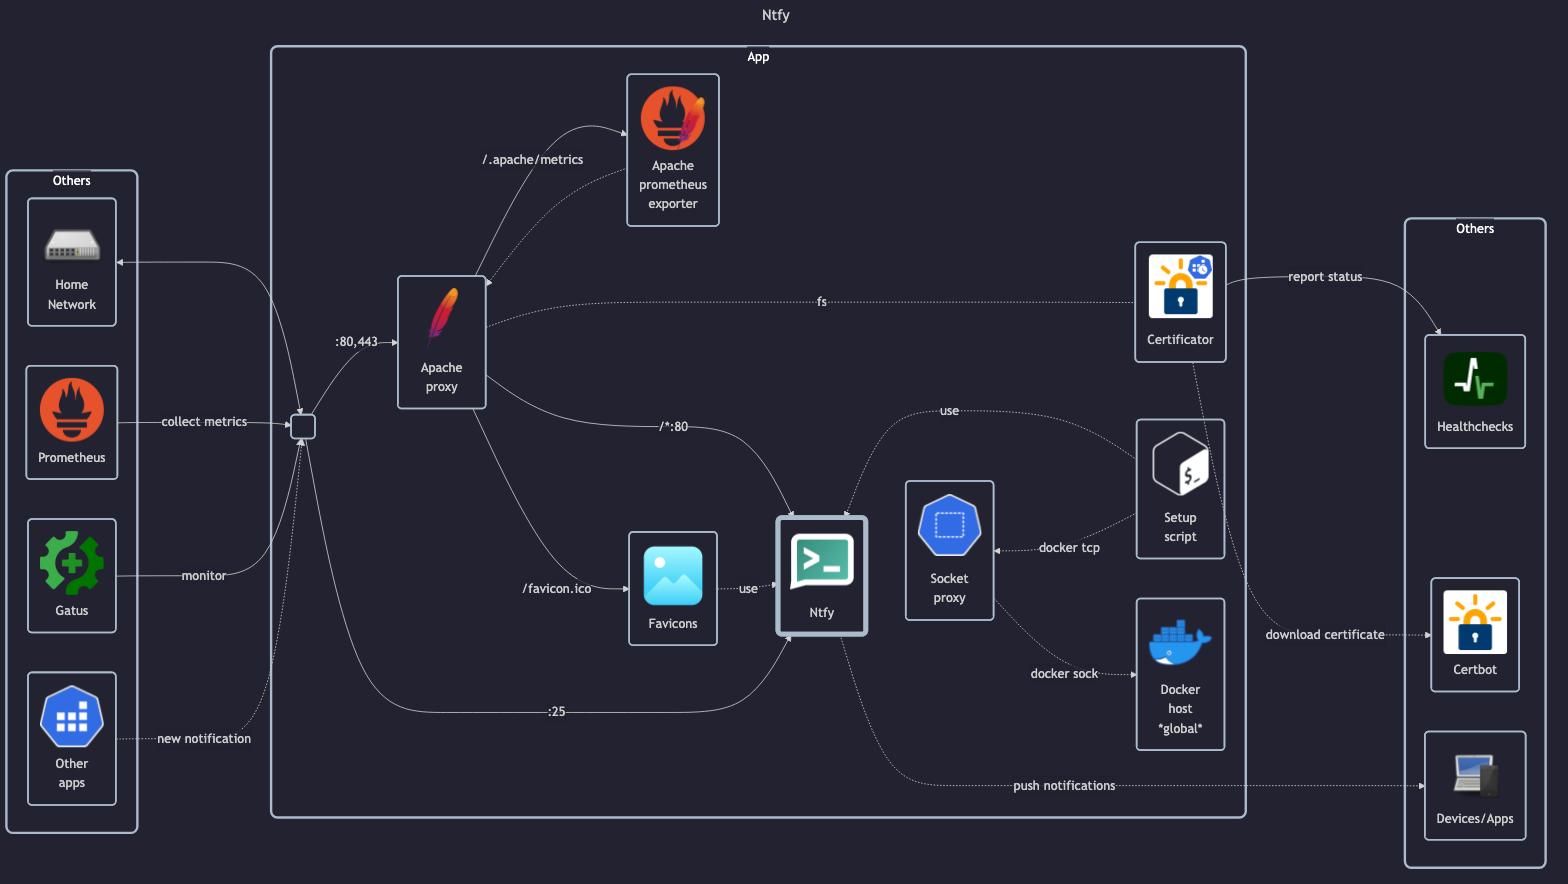 Ntfy
App
Others
Home
Network
Prometheus
Gatus
Other
apps
collect metrics
monitor
new notification
:80,443
:25
Apache
proxy
/.apache/metrics
Apache
prometheus
exporter
fs
/*:80
/favicon.ico
Favicons
use
Ntfy
use
docker tcp
Socket
proxy
docker sock
Certificator
Setup
script
$_
>_
Docker
host
*global*
push notifications
report status
download certificate
Others
Healthchecks
Certbot
Devices/Apps